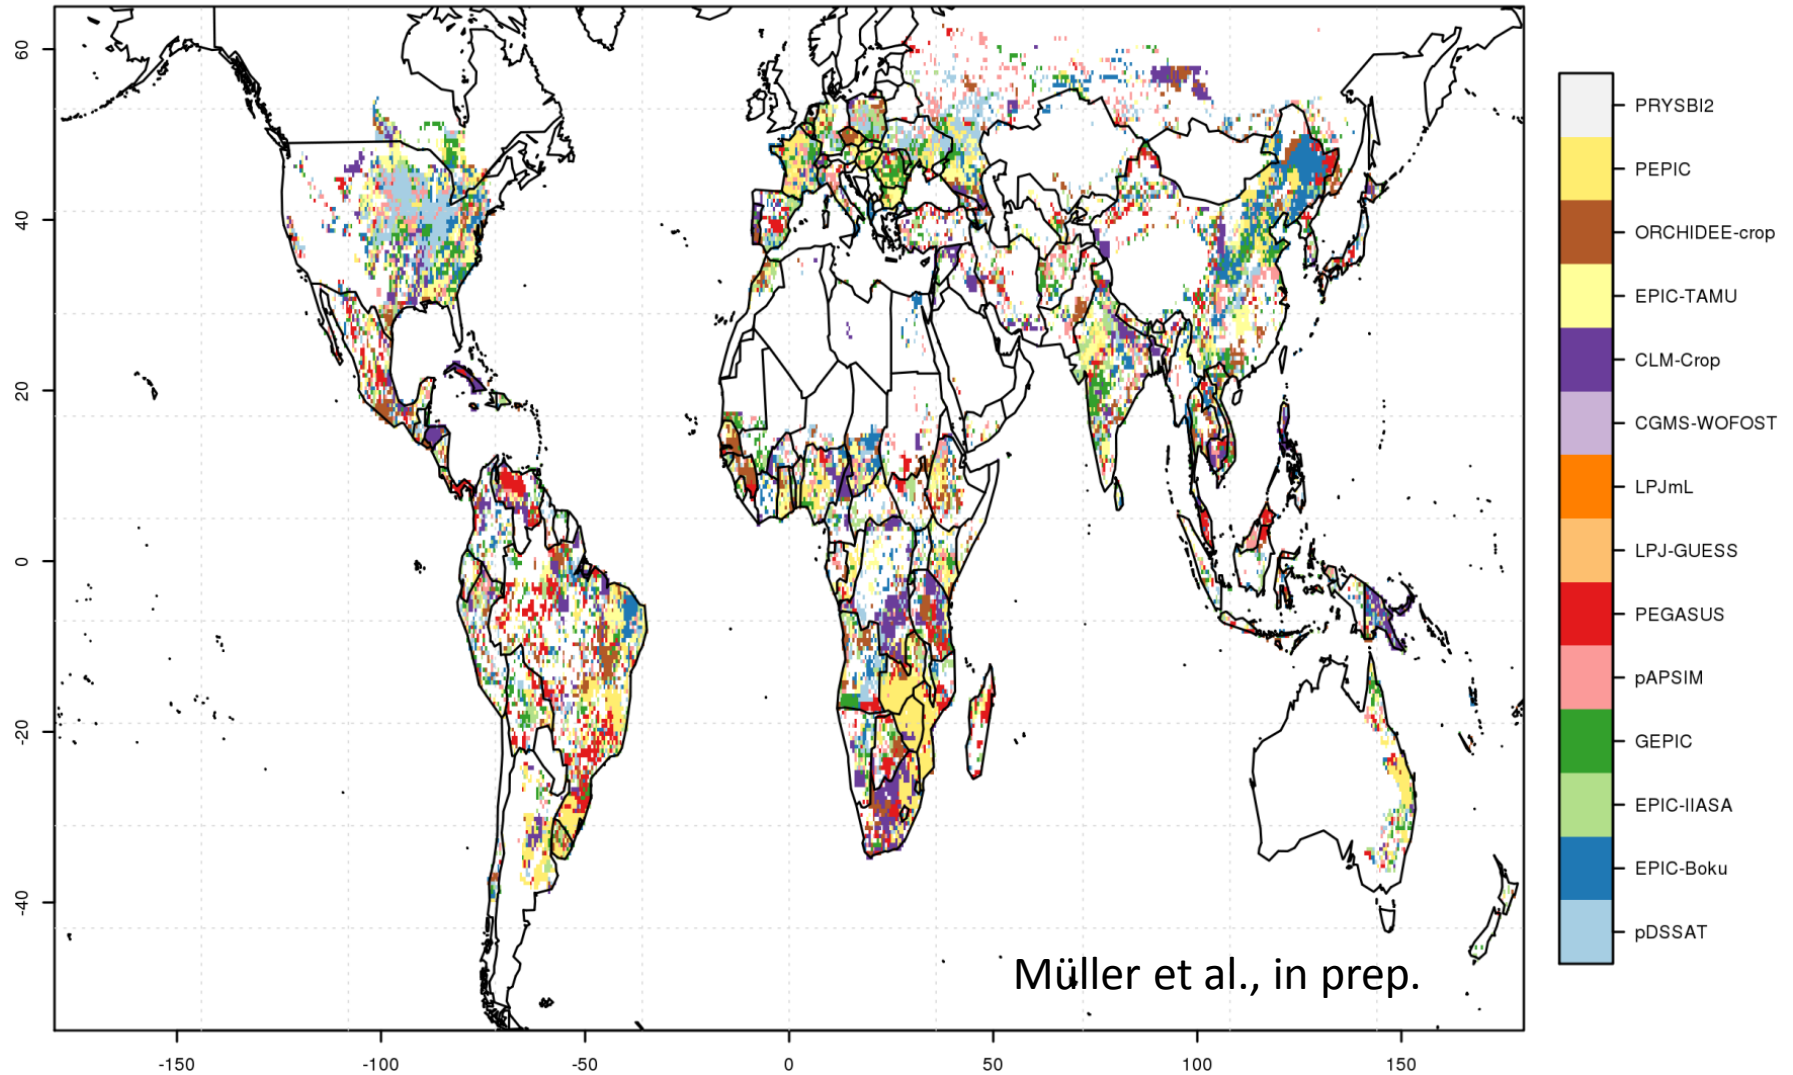 60
40
20
0
-20
-40
-150
-100
-50
0
50
100
150
PRYSBI2
PEPIC
ORCHIDEE-crop
EPIC-TAMU
CLM-Crop
CGMS-WOFOST
LPJmL
LPJ-GUESS
PEGASUS
pAPSIM
GEPIC
EPIC-IIASA
EPIC-Boku
pDSSAT
Müller et al., in prep.